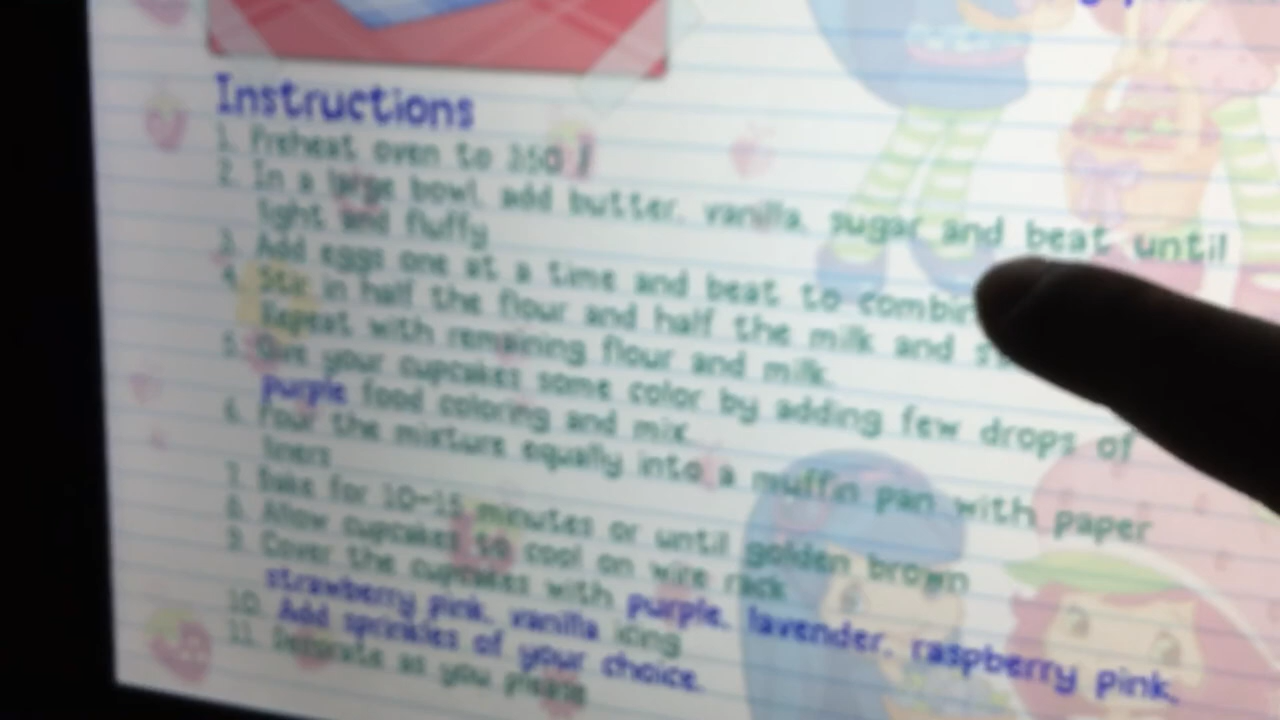 Instructions
1. Preheat oven to 350 F
2. In a large bowl, add butter, vanilla, sugar and beat until
light and fluffy
3. Add eggs one at a time and beat to combin
4. Stir in half the flour and half the milk and
Repeat with remaining flour and milk.
5. Give your cupcakes some color by adding few drops of
purple food coloring and mix.
6. Pour the mixture equally into a muffin pan with paper
liners
7. Bake for 10-15 minutes or until golden brown
8. Allow cupcakes to cool on wire rack
9. Cover the cupcakes with purple, lavender, raspberry pink,
strawberry pink, vanilla icing
10. Add sprinkles of your choice.
11. Decorate as you please